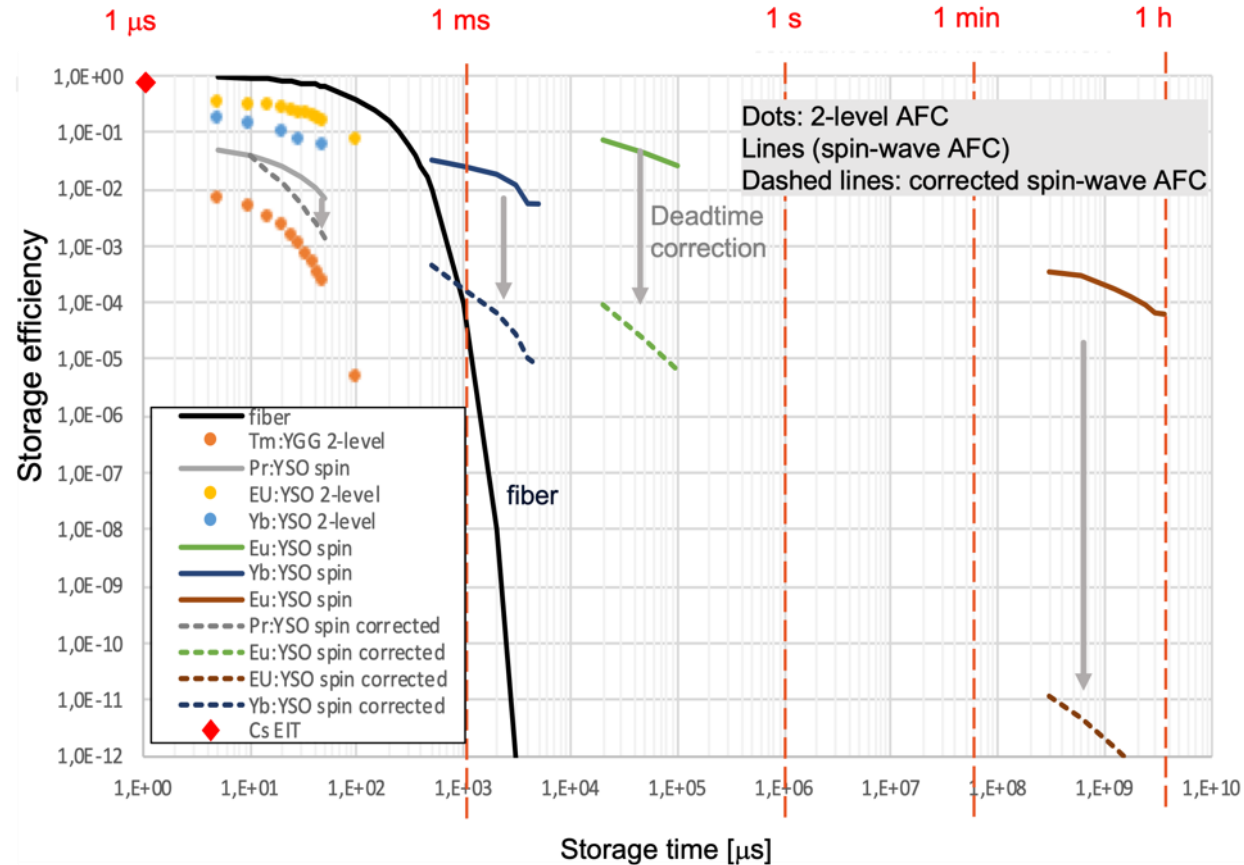 1 μs
1 ms
1 s
1 min
1 h
Storage efficiency
1,0E+00
1,0E-01
1,0E-02
1,0E-03
1,0E-04
1,0E-05
1,0E-06
1,0E-07
1,0E-08
1,0E-09
1,0E-10
1,0E-11
1,0E-12
Dots: 2-level AFC
Lines (spin-wave AFC)
Dashed lines: corrected spin-wave AFC
Deadtime
correction
fiber
fiber
Tm:YGG 2-level
Pr:YSO spin
EU:YSO 2-level
Yb:YSO 2-level
Eu:YSO spin
Yb:YSO spin
Eu:YSO spin
Pr:YSO spin corrected
Eu:YSO spin corrected
EU:YSO spin corrected
Yb:YSO spin corrected
Cs EIT
1,E+00
1,E+01
1,E+02
1,E+03
1,E+04
1,E+05
1,E+06
1,E+07
1,E+08
1,E+09
1,E+10
Storage time [μs]